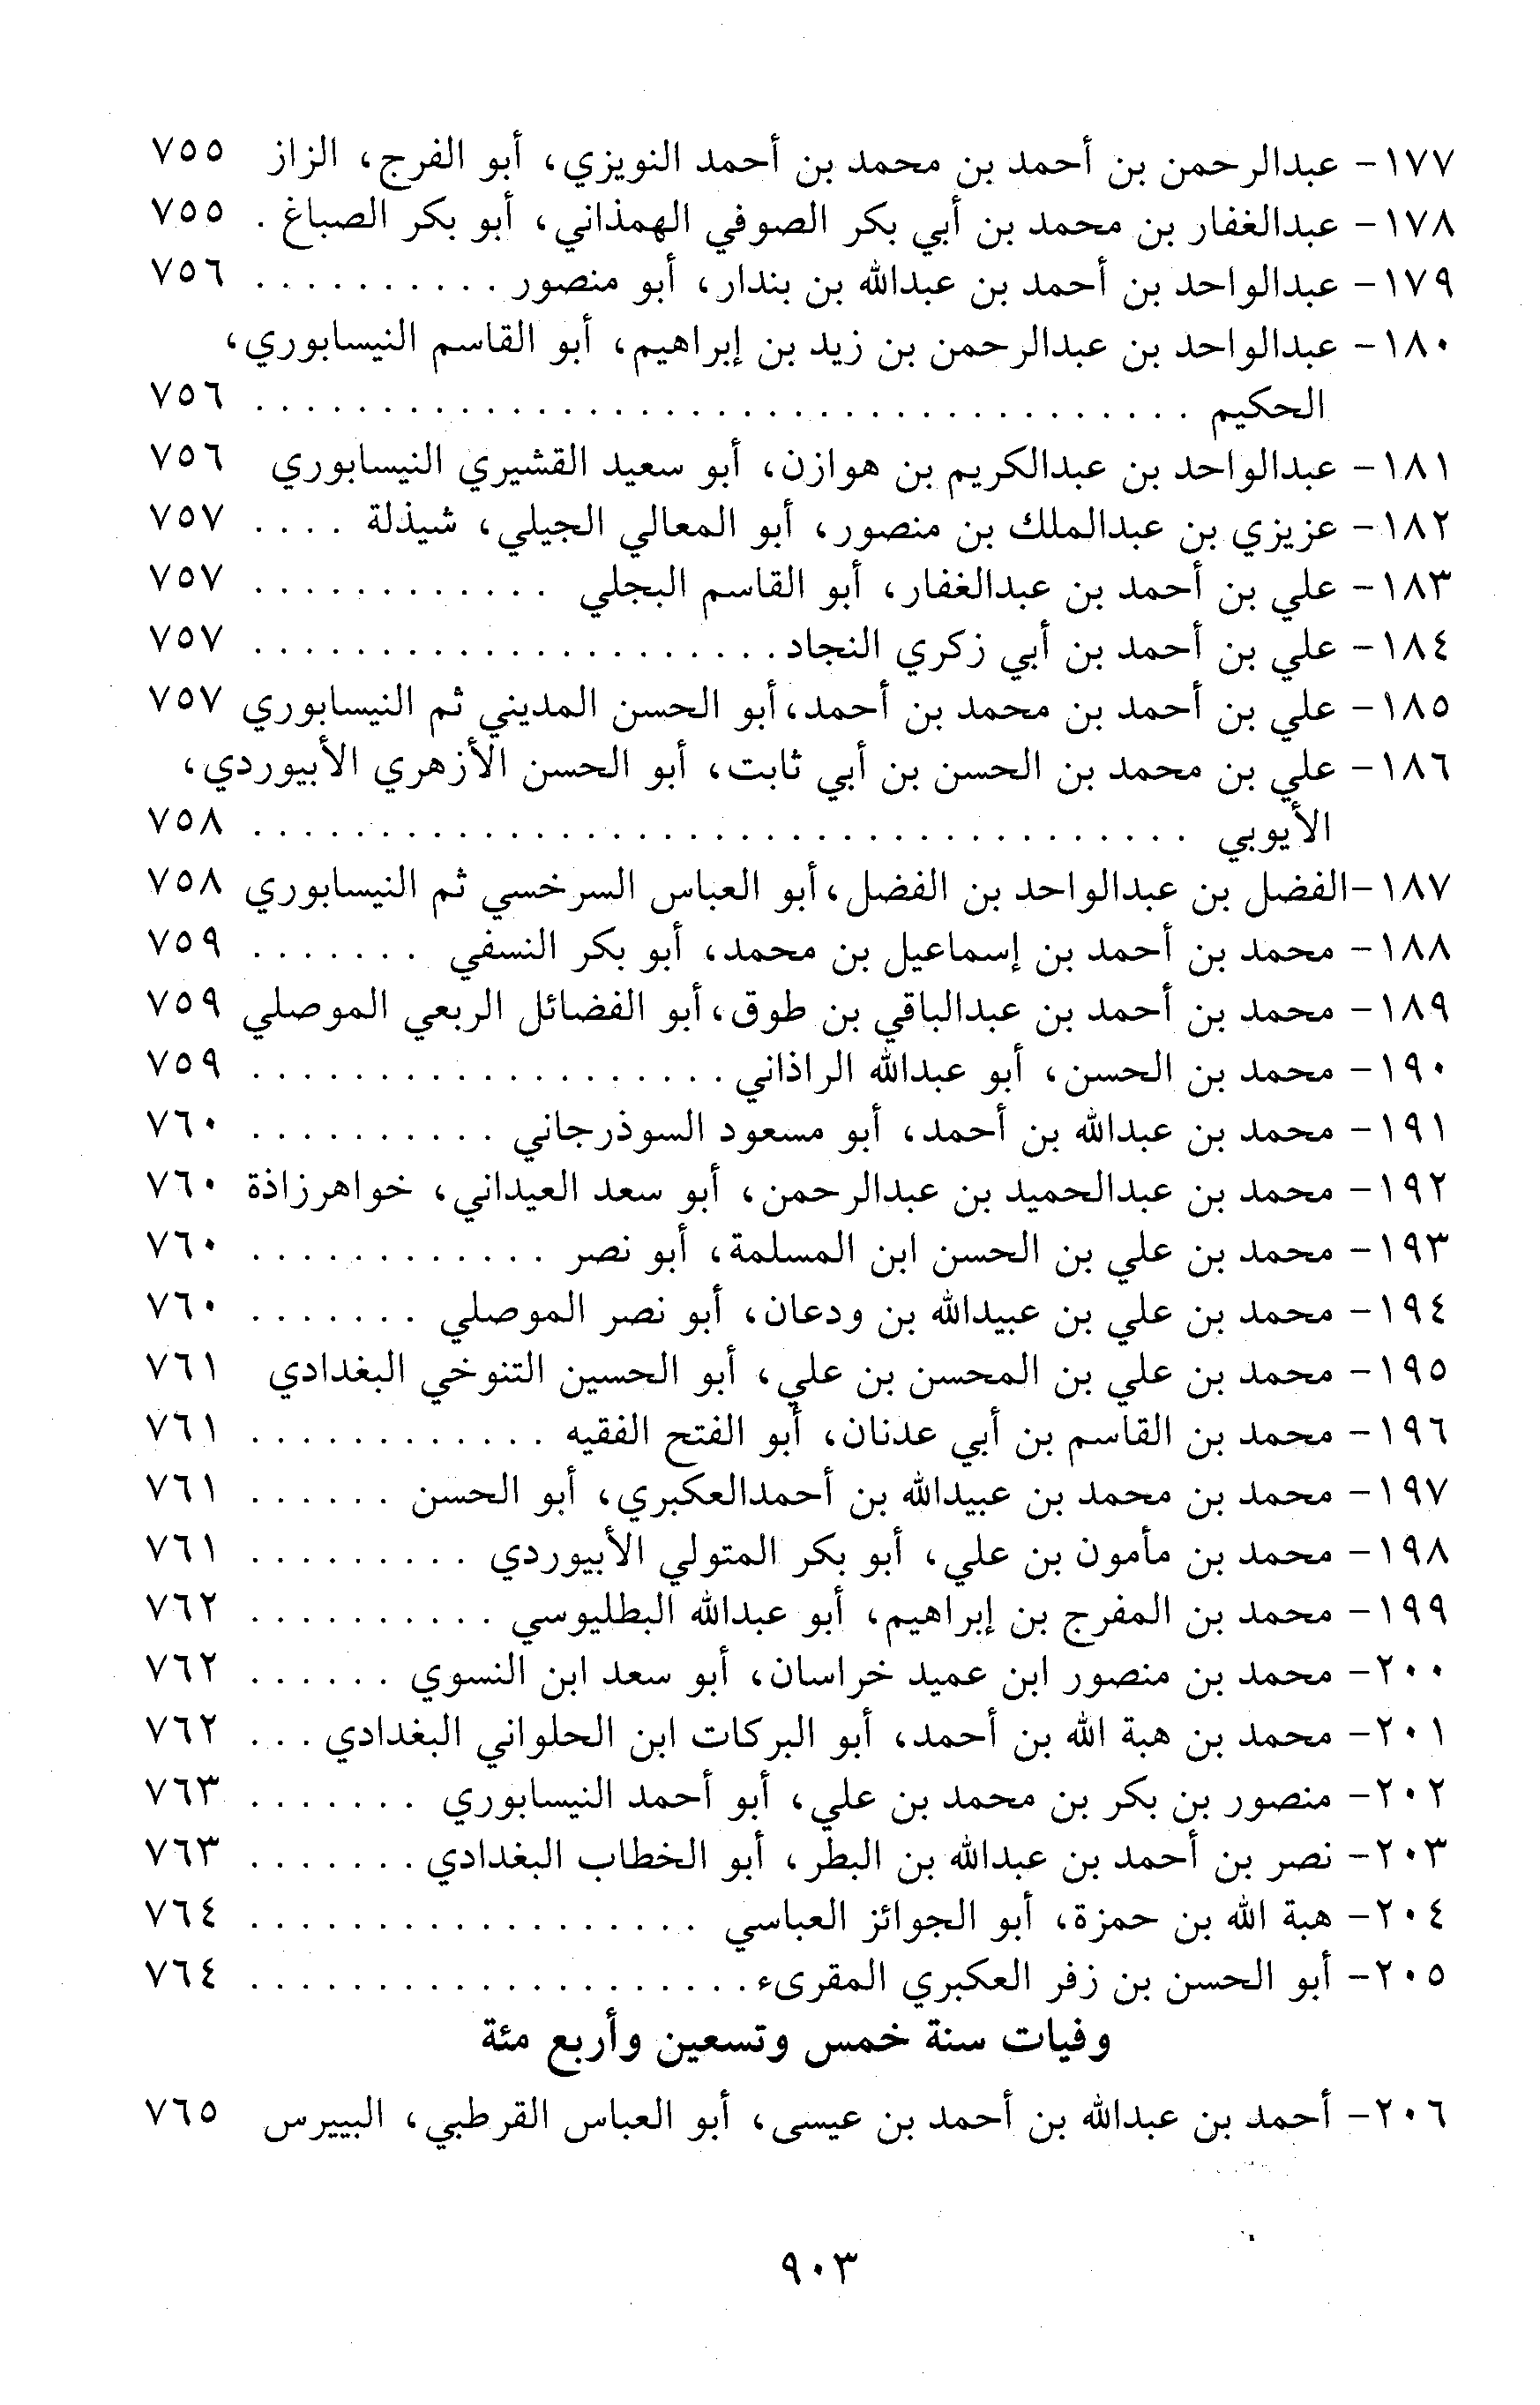 ١٧٧- عبدالرحمن بن أحمد بن محمد بن أحمد النويزي، أبو الفرج، الزاز ٧٥٥
١٧٨- عبدالغفار بن محمد بن أبي بكر الصوفي الهمذاني، أبو بكر الصباغ . ٧٥٥
١٧٩- عبدالواحد بن أحمد بن عبدالله بن بندار، أبو منصور . . . . . . . . . . ٧٥٦
١٨٠- عبدالواحد بن عبدالرحمن بن زيد بن إبراهيم، أبو القاسم النيسابوري،
الحكيم . . . . . . . . . . . . . . . . . . . . . . . . . . . . . . . . . . . . . ٧٥٦
١٨١- عبدالواحد بن عبدالكريم بن هوازن، أبو سعيد القشيري النيسابوري ٧٥٦
١٨٢- عزيزي بن عبدالملك بن منصور، أبو المعالي الجيلي، شيذلة . . . . ٧٥٧
١٨٣- علي بن أحمد بن عبدالغفار، أبو القاسم البجلي . . . . . . . . . . . . ٧٥٧
١٨٤- علي بن أحمد بن أبي زكري النجاد . . . . . . . . . . . . . . . . . . . . . ٧٥٧
١٨٥- علي بن أحمد بن محمد بن أحمد،أبو الحسن المديني ثم النيسابوري ٧٥٧
١٨٦- علي بن محمد بن الحسن بن أبي ثابت، أبو الحسن الأزهري الأبيوردي،
الأيوبي . . . . . . . . . . . . . . . . . . . . . . . . . . . . . . . . . . . . . ٧٥٨
١٨٧-الفضل بن عبدالواحد بن الفضل،أبو العباس السرخسي ثم النيسابوري ٧٥٨
١٨٨- محمد بن أحمد بن إسماعيل بن محمد، أبو بكر النسفي . . . . . . . ٧٥٩
١٨٩- محمد بن أحمد بن عبدالباقي بن طوق،أبو الفضائل الربعي الموصلي ٧٥٩
١٩٠- محمد بن الحسن، أبو عبدالله الراذاني . . . . . . . . . . . . . . . . . . . ٧٥٩
١٩١- محمد بن عبدالله بن أحمد، أبو مسعود السوذرجاني . . . . . . . . . . ٧٦٠
١٩٢- محمد بن عبدالحميد بن عبدالرحمن، أبو سعد العيداني، خواهرزاذة ٧٦٠
١٩٣- محمد بن علي بن الحسن ابن المسلمة، أبو نصر . . . . . . . . . . . . ٧٦٠
١٩٤- محمد بن علي بن عبيدالله بن ودعان، أبو نصر الموصلي . . . . . . . ٧٦٠
١٩٥- محمد بن علي بن المحسن بن علي، أبو الحسين التنوخي البغدادي ٧٦١
١٩٦- محمد بن القاسم بن أبي عدنان، أبو الفتح الفقيه . . . . . . . . . . . . ٧٦١
١٩٧- محمد بن محمد بن عبيدالله بن أحمدالعكبري، أبو الحسن . . . . . . ٧٦١
١٩٨- محمد بن مأمون بن علي، أبو بكر المتولي الأبيوردي . . . . . . . . . ٧٦١
١٩٩- محمد بن المفرج بن إبراهيم، أبو عبدالله البطليوسي . . . . . . . . . . ٧٦٢
٢٠٠- محمد بن منصور ابن عميد خراسان، أبو سعد ابن النسوي . . . . . . ٧٦٢
٢٠١- محمد بن هبة الله بن أحمد، أبو البركات ابن الحلواني البغدادي . . . ٧٦٢
٢٠٢- منصور بن بكر بن محمد بن علي، أبو أحمد النيسابوري . . . . . . . ٧٦٣
٢٠٣- نصر بن أحمد بن عبدالله بن البطر، أبو الخطاب البغدادي . . . . . . . ٧٦٣
٢٠٤- هبة الله بن حمزة، أبو الجوائز العباسي . . . . . . . . . . . . . . . . . . ٧٦٤
٢٠٥- أبو الحسن بن زفر العكبري المقرىء . . . . . . . . . . . . . . . . . . . . ٧٦٤
وفيات سنة خمس وتسعين وأربع مئة
٢٠٦- أحمد بن عبدالله بن أحمد بن عيسى، أبو العباس القرطبي، البييرس ٧٦٥
٩٠٣